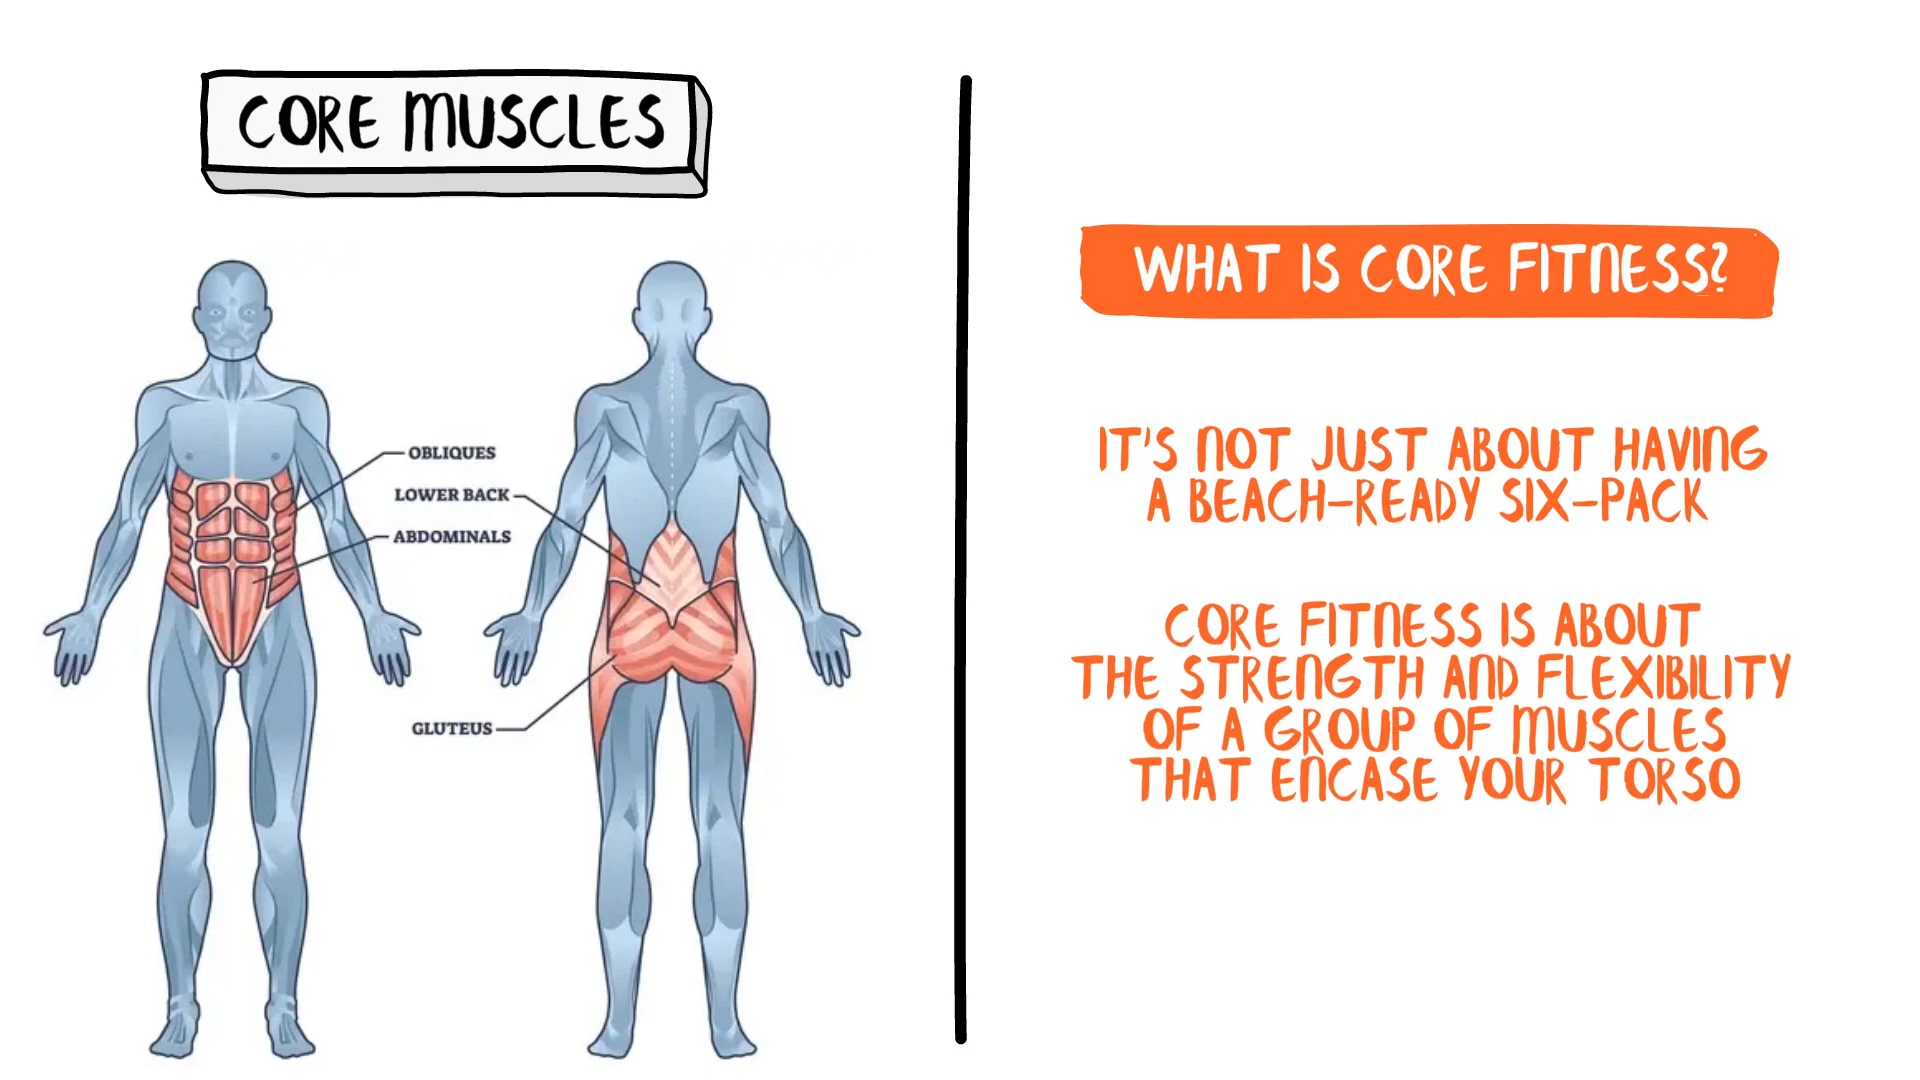 CORE MUSCLES
OBLIQUES
LOWER BACK
ABDOMINALS
GLUTEUS
WHAT IS CORE FITNESS?
IT'S NOT JUST ABOUT HAVING
A BEACH-READY SIX-PACK
CORE FITNESS IS ABOUT
THE STRENGTH AND FLEXIBILITY
OF A GROUP OF MUSCLES
THAT ENCASE YOUR TORSO